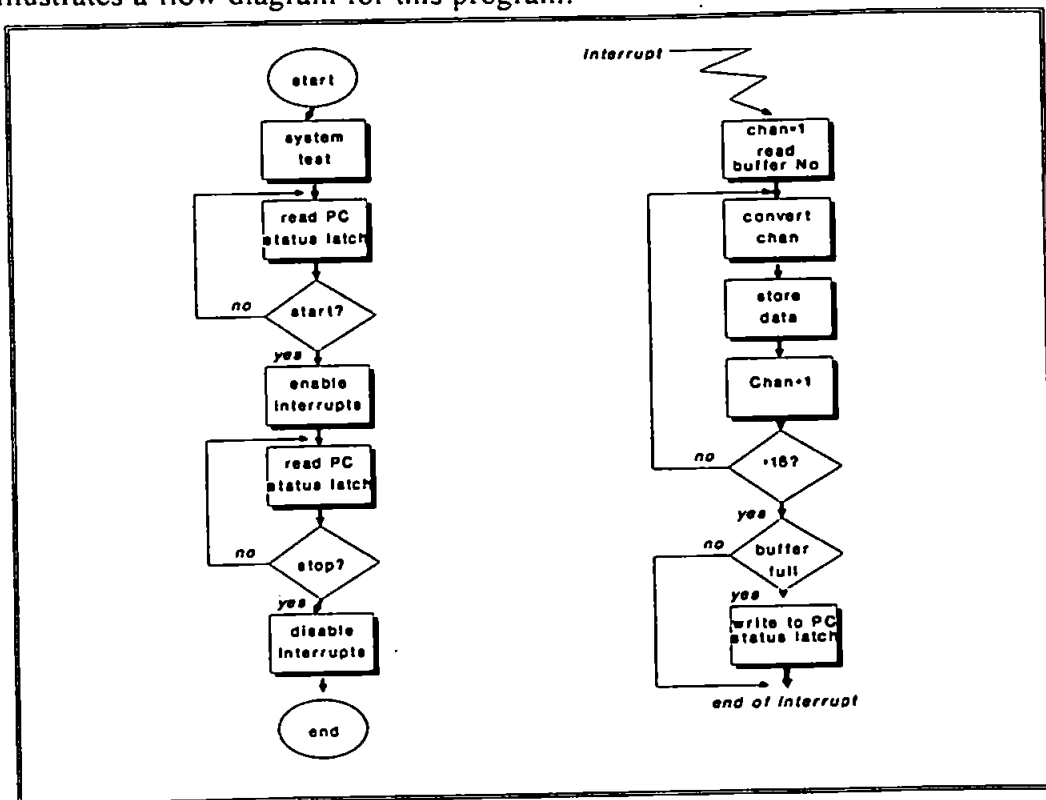 illustrates a flow diagram for this program.
start
system
test
read PC
status latch
no
start?
yes
enable
interrupts
read PC
status latch
no
stop?
yes
disable
interrupts
end
interrupt
chan=1
read
buffer No
convert
chan
store
data
Chan+1
no
=16?
yes
no
buffer
full
yes
write to PC
status latch
end of interrupt